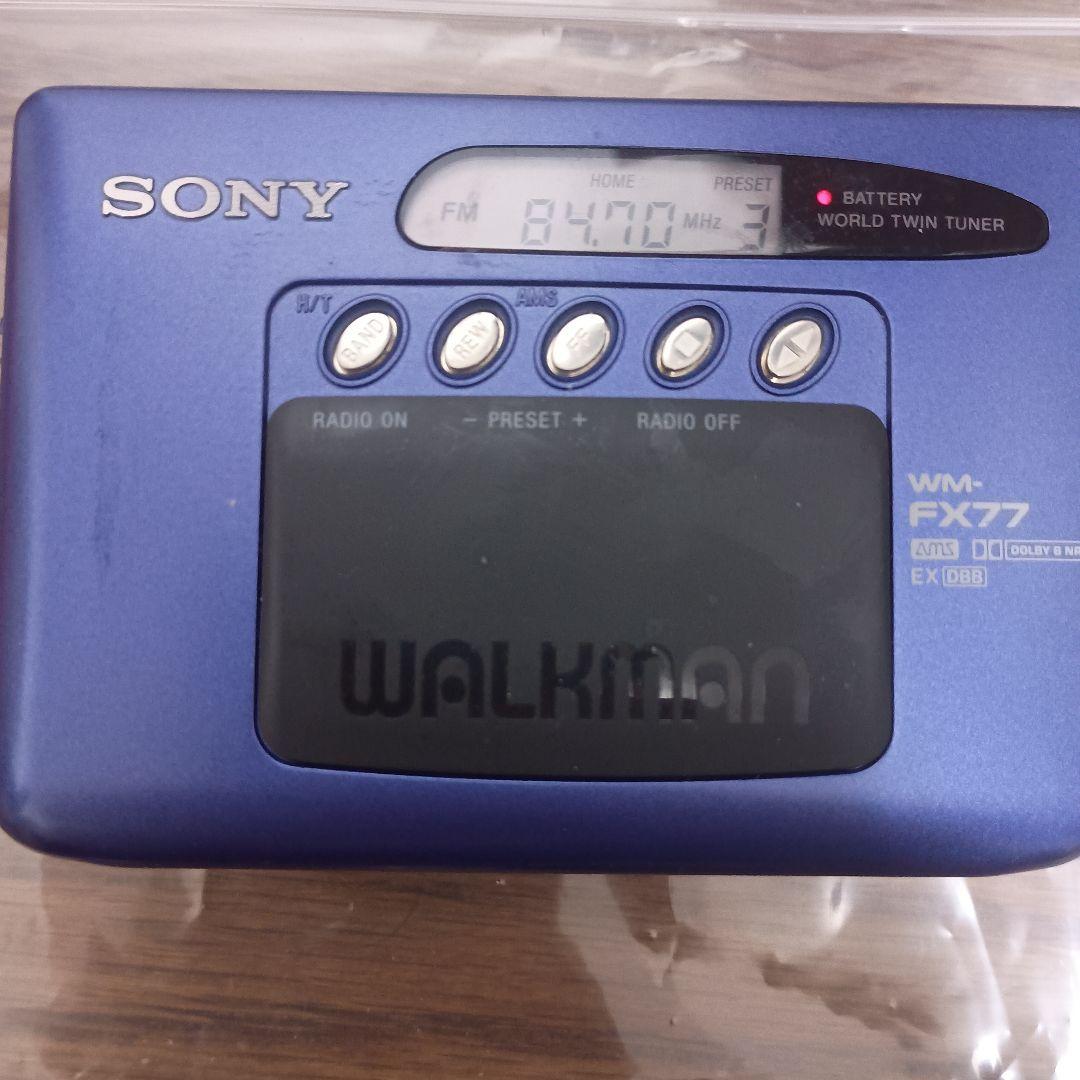 SONY
HOME PRESET
FM 84.70 MHz 3
BATTERY
WORLD TWIN TUNER
H/T AMS
BAND REW FF
RADIO ON − PRESET + RADIO OFF
WM-
FX77
AMS DOLBY B NR
EX DBB
WALKMAN